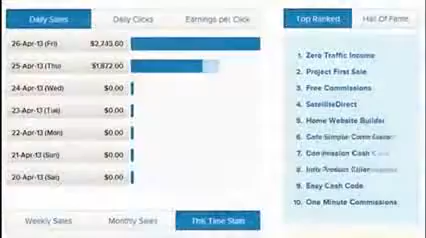 Daily Sales Daily Clicks Earnings per Click
26-Apr-13 (Fri) $2,745.60
25-Apr-13 (Thu) $1,872.00
24-Apr-13 (Wed) $0.00
23-Apr-13 (Tue) $0.00
22-Apr-13 (Mon) $0.00
21-Apr-13 (Sun) $0.00
20-Apr-13 (Sat) $0.00
Weekly Sales Monthly Sales This Time Stats
Top Ranked Hall Of Fame
1. Zero Traffic Income
2. Project First Sale
3. Free Commissions
4. SatelliteDirect
5. Home Website Builder
6. Simple
7. Commission Cash
8. Product
9. Easy Cash Code
10. One Minute Commissions